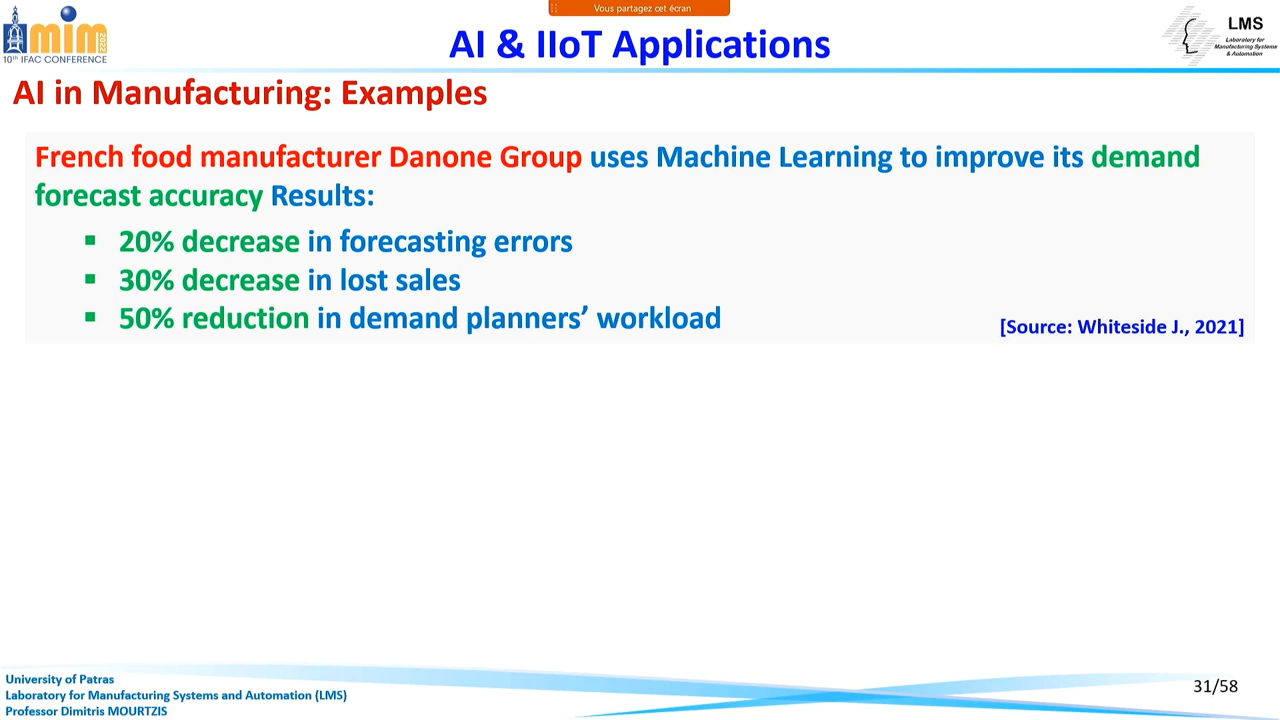 Vous partagez cet écran
mim
2022
10th IFAC CONFERENCE
AI & IIoT Applications
LMS
Laboratory for
Manufacturing Systems
& Automation
AI in Manufacturing: Examples
French food manufacturer Danone Group uses Machine Learning to improve its demand
forecast accuracy Results:
▪ 20% decrease in forecasting errors
▪ 30% decrease in lost sales
▪ 50% reduction in demand planners’ workload
[Source: Whiteside J., 2021]
University of Patras
Laboratory for Manufacturing Systems and Automation (LMS)
Professor Dimitris MOURTZIS
31/58